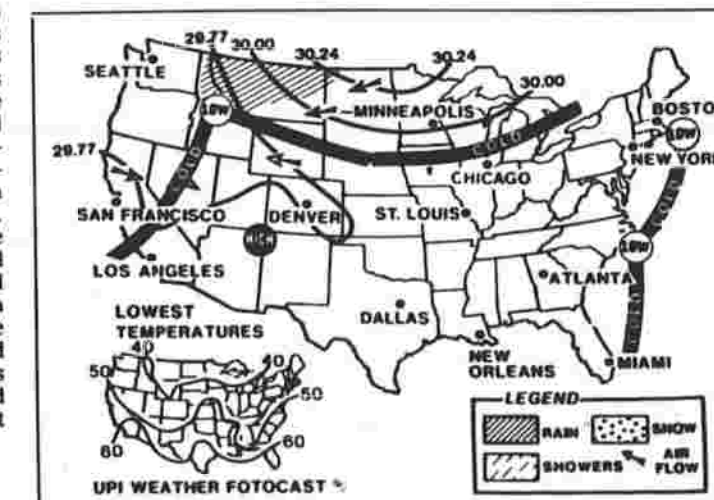 29.77 30.00 30.24 30.24
SEATTLE
30.00
LOW
MINNEAPOLIS
BOSTO
LOW
COLD
NEW YORK
29.77
COLD
CHICAGO
SAN FRANCISCO
DENVER
ST. LOUIS
HIGH
LOW
LOS ANGELES
ATLANTA
DALLAS
NEW
ORLEANS
MIAMI
LOWEST
TEMPERATURES
40 40
50 50
60 60
UPI WEATHER FOTOCAST
LEGEND
RAIN SNOW
SHOWERS AIR
FLOW